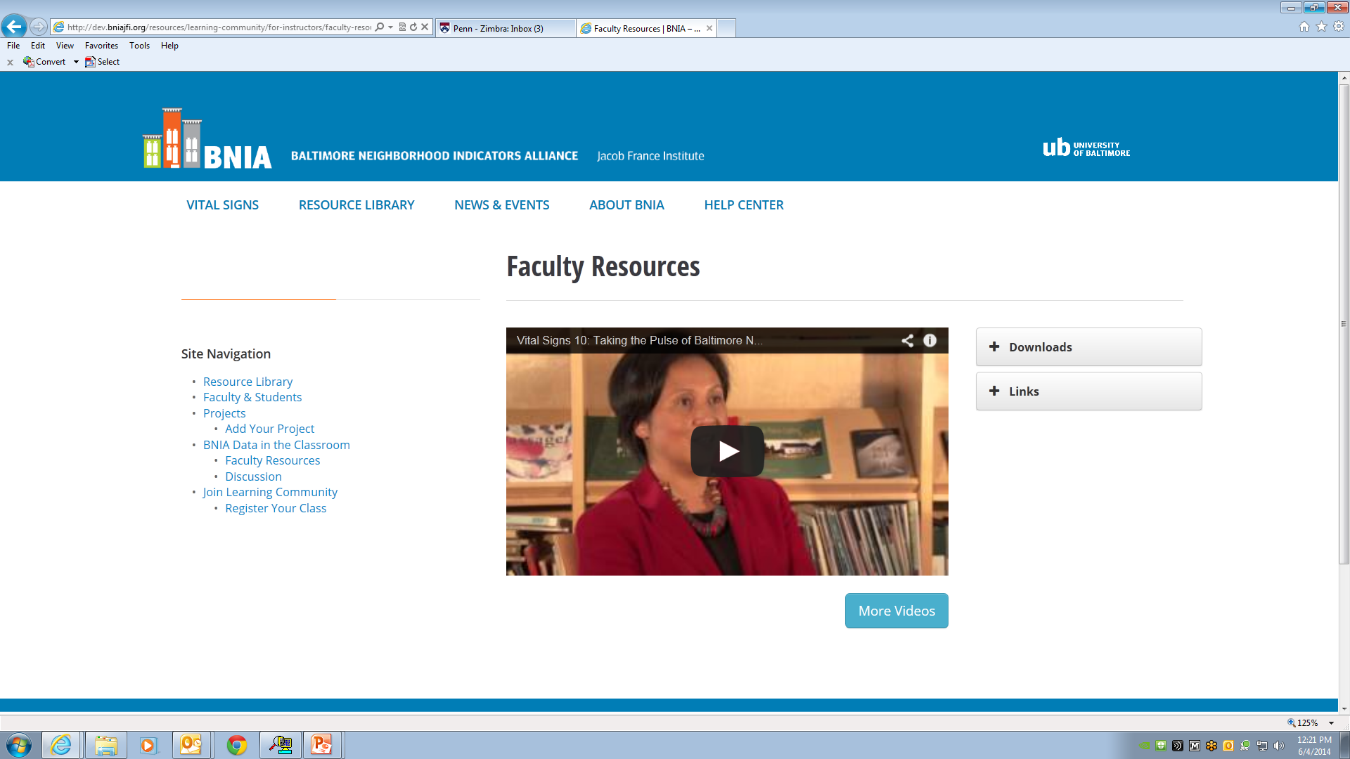 http://dev.bniajfi.org/resources/learning-community/for-instructors/faculty-reso
Penn - Zimbra: Inbox (3)
Faculty Resources | BNIA – ...
File Edit View Favorites Tools Help
x Convert Select
BNIA
BALTIMORE NEIGHBORHOOD INDICATORS ALLIANCE Jacob France Institute
ub UNIVERSITY OF BALTIMORE
VITAL SIGNS RESOURCE LIBRARY NEWS & EVENTS ABOUT BNIA HELP CENTER
Faculty Resources
Site Navigation
• Resource Library
• Faculty & Students
• Projects
• Add Your Project
• BNIA Data in the Classroom
• Faculty Resources
• Discussion
• Join Learning Community
• Register Your Class
Vital Signs 10: Taking the Pulse of Baltimore N...
+ Downloads
+ Links
More Videos
125%
12:21 PM
6/4/2014